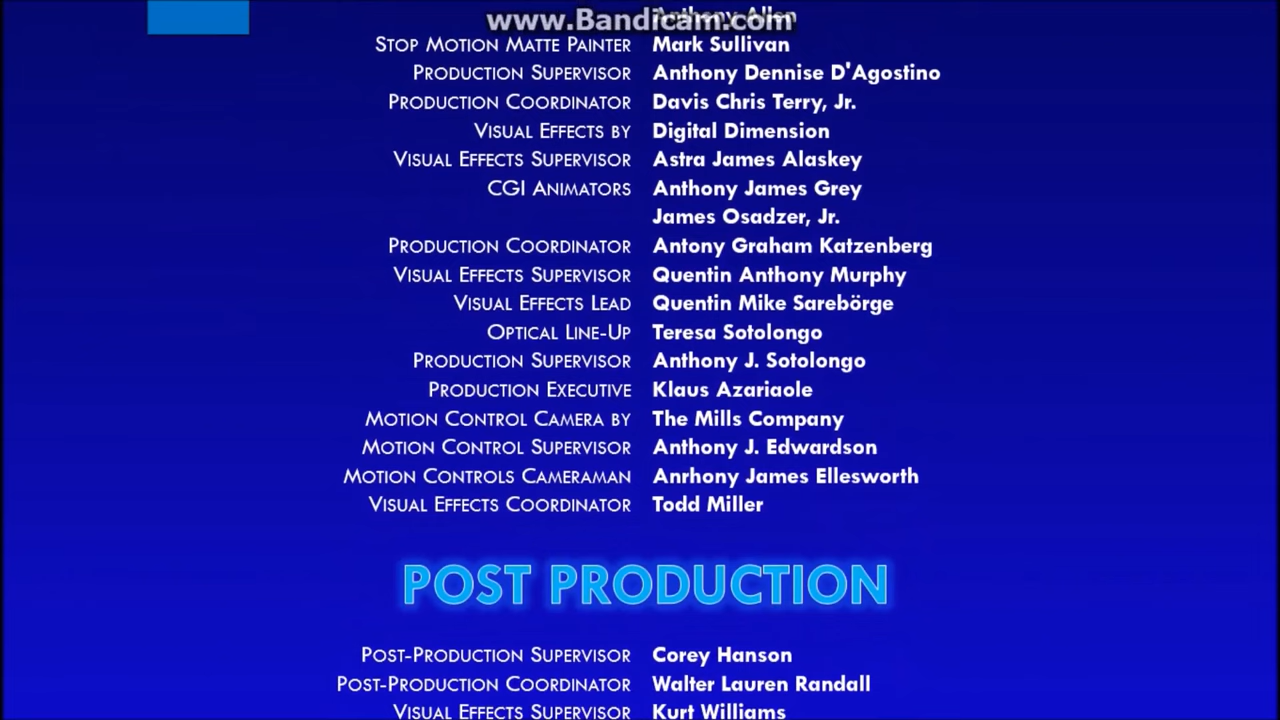 www.Bandicam.com
Anthony Allen
STOP MOTION MATTE PAINTER Mark Sullivan
PRODUCTION SUPERVISOR Anthony Dennise D'Agostino
PRODUCTION COORDINATOR Davis Chris Terry, Jr.
VISUAL EFFECTS BY Digital Dimension
VISUAL EFFECTS SUPERVISOR Astra James Alaskey
CGI ANIMATORS Anthony James Grey
James Osadzer, Jr.
PRODUCTION COORDINATOR Antony Graham Katzenberg
VISUAL EFFECTS SUPERVISOR Quentin Anthony Murphy
VISUAL EFFECTS LEAD Quentin Mike Sarebörge
OPTICAL LINE-UP Teresa Sotolongo
PRODUCTION SUPERVISOR Anthony J. Sotolongo
PRODUCTION EXECUTIVE Klaus Azariaole
MOTION CONTROL CAMERA BY The Mills Company
MOTION CONTROL SUPERVISOR Anthony J. Edwardson
MOTION CONTROLS CAMERAMAN Anrhony James Ellesworth
VISUAL EFFECTS COORDINATOR Todd Miller
POST PRODUCTION
POST-PRODUCTION SUPERVISOR Corey Hanson
POST-PRODUCTION COORDINATOR Walter Lauren Randall
VISUAL EFFECTS SUPERVISOR Kurt Williams